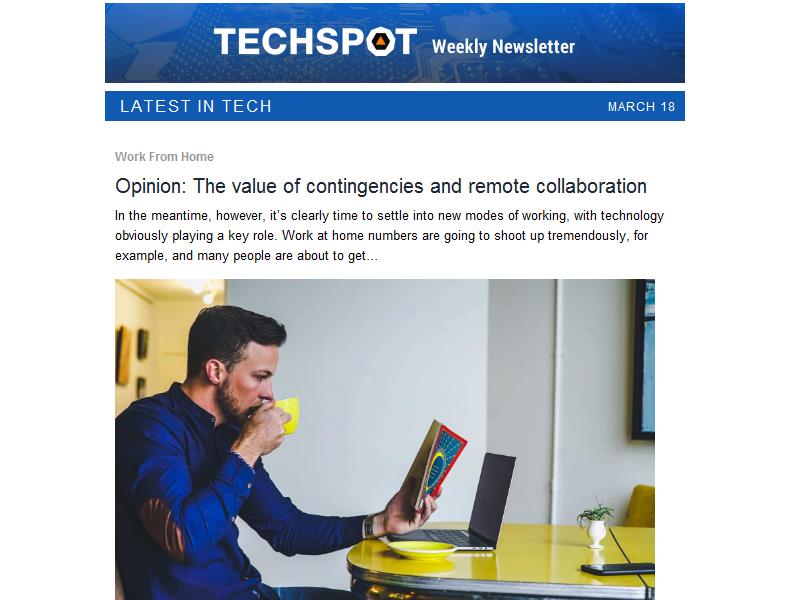 TECHSPOT Weekly Newsletter
LATEST IN TECH MARCH 18
Work From Home
Opinion: The value of contingencies and remote collaboration
In the meantime, however, it’s clearly time to settle into new modes of working, with technology
obviously playing a key role. Work at home numbers are going to shoot up tremendously, for
example, and many people are about to get…